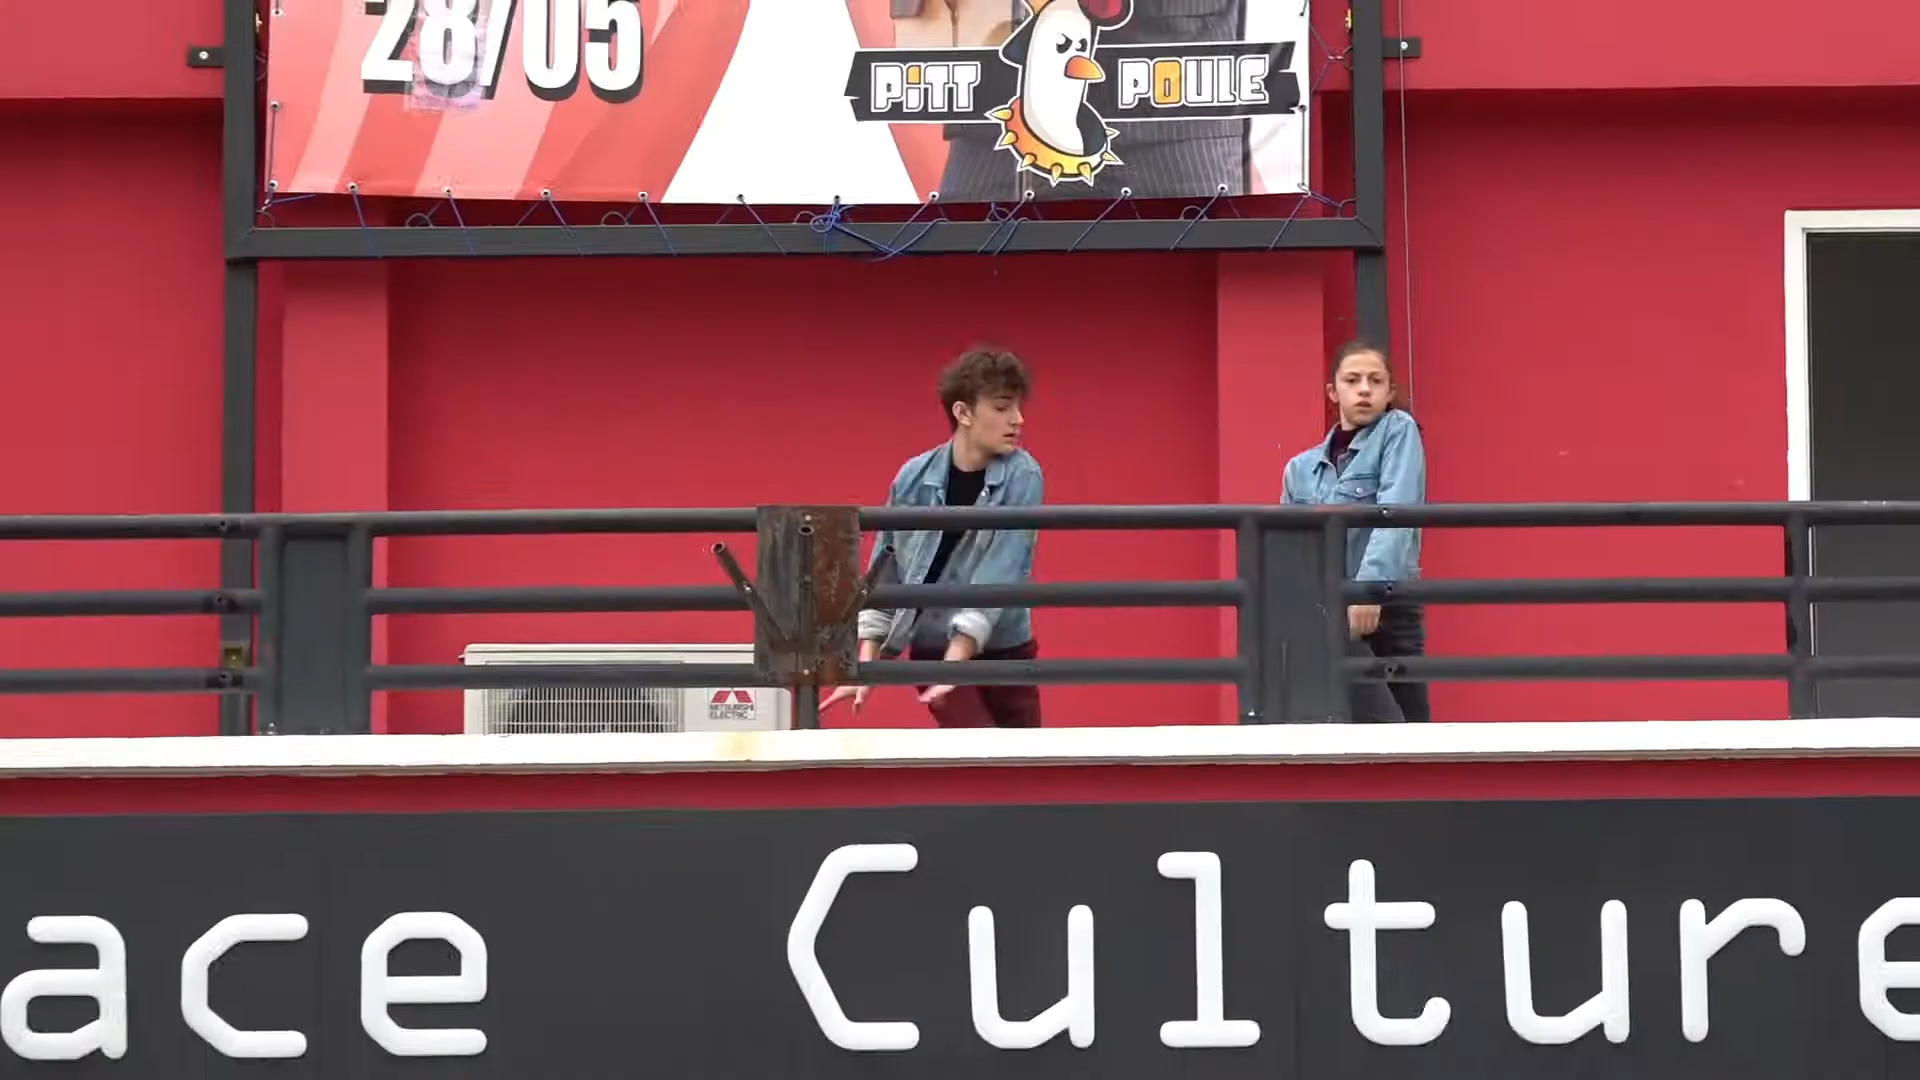 28/05
PiTT POULE
MITSUBISHI
ELECTRIC
ace Culture